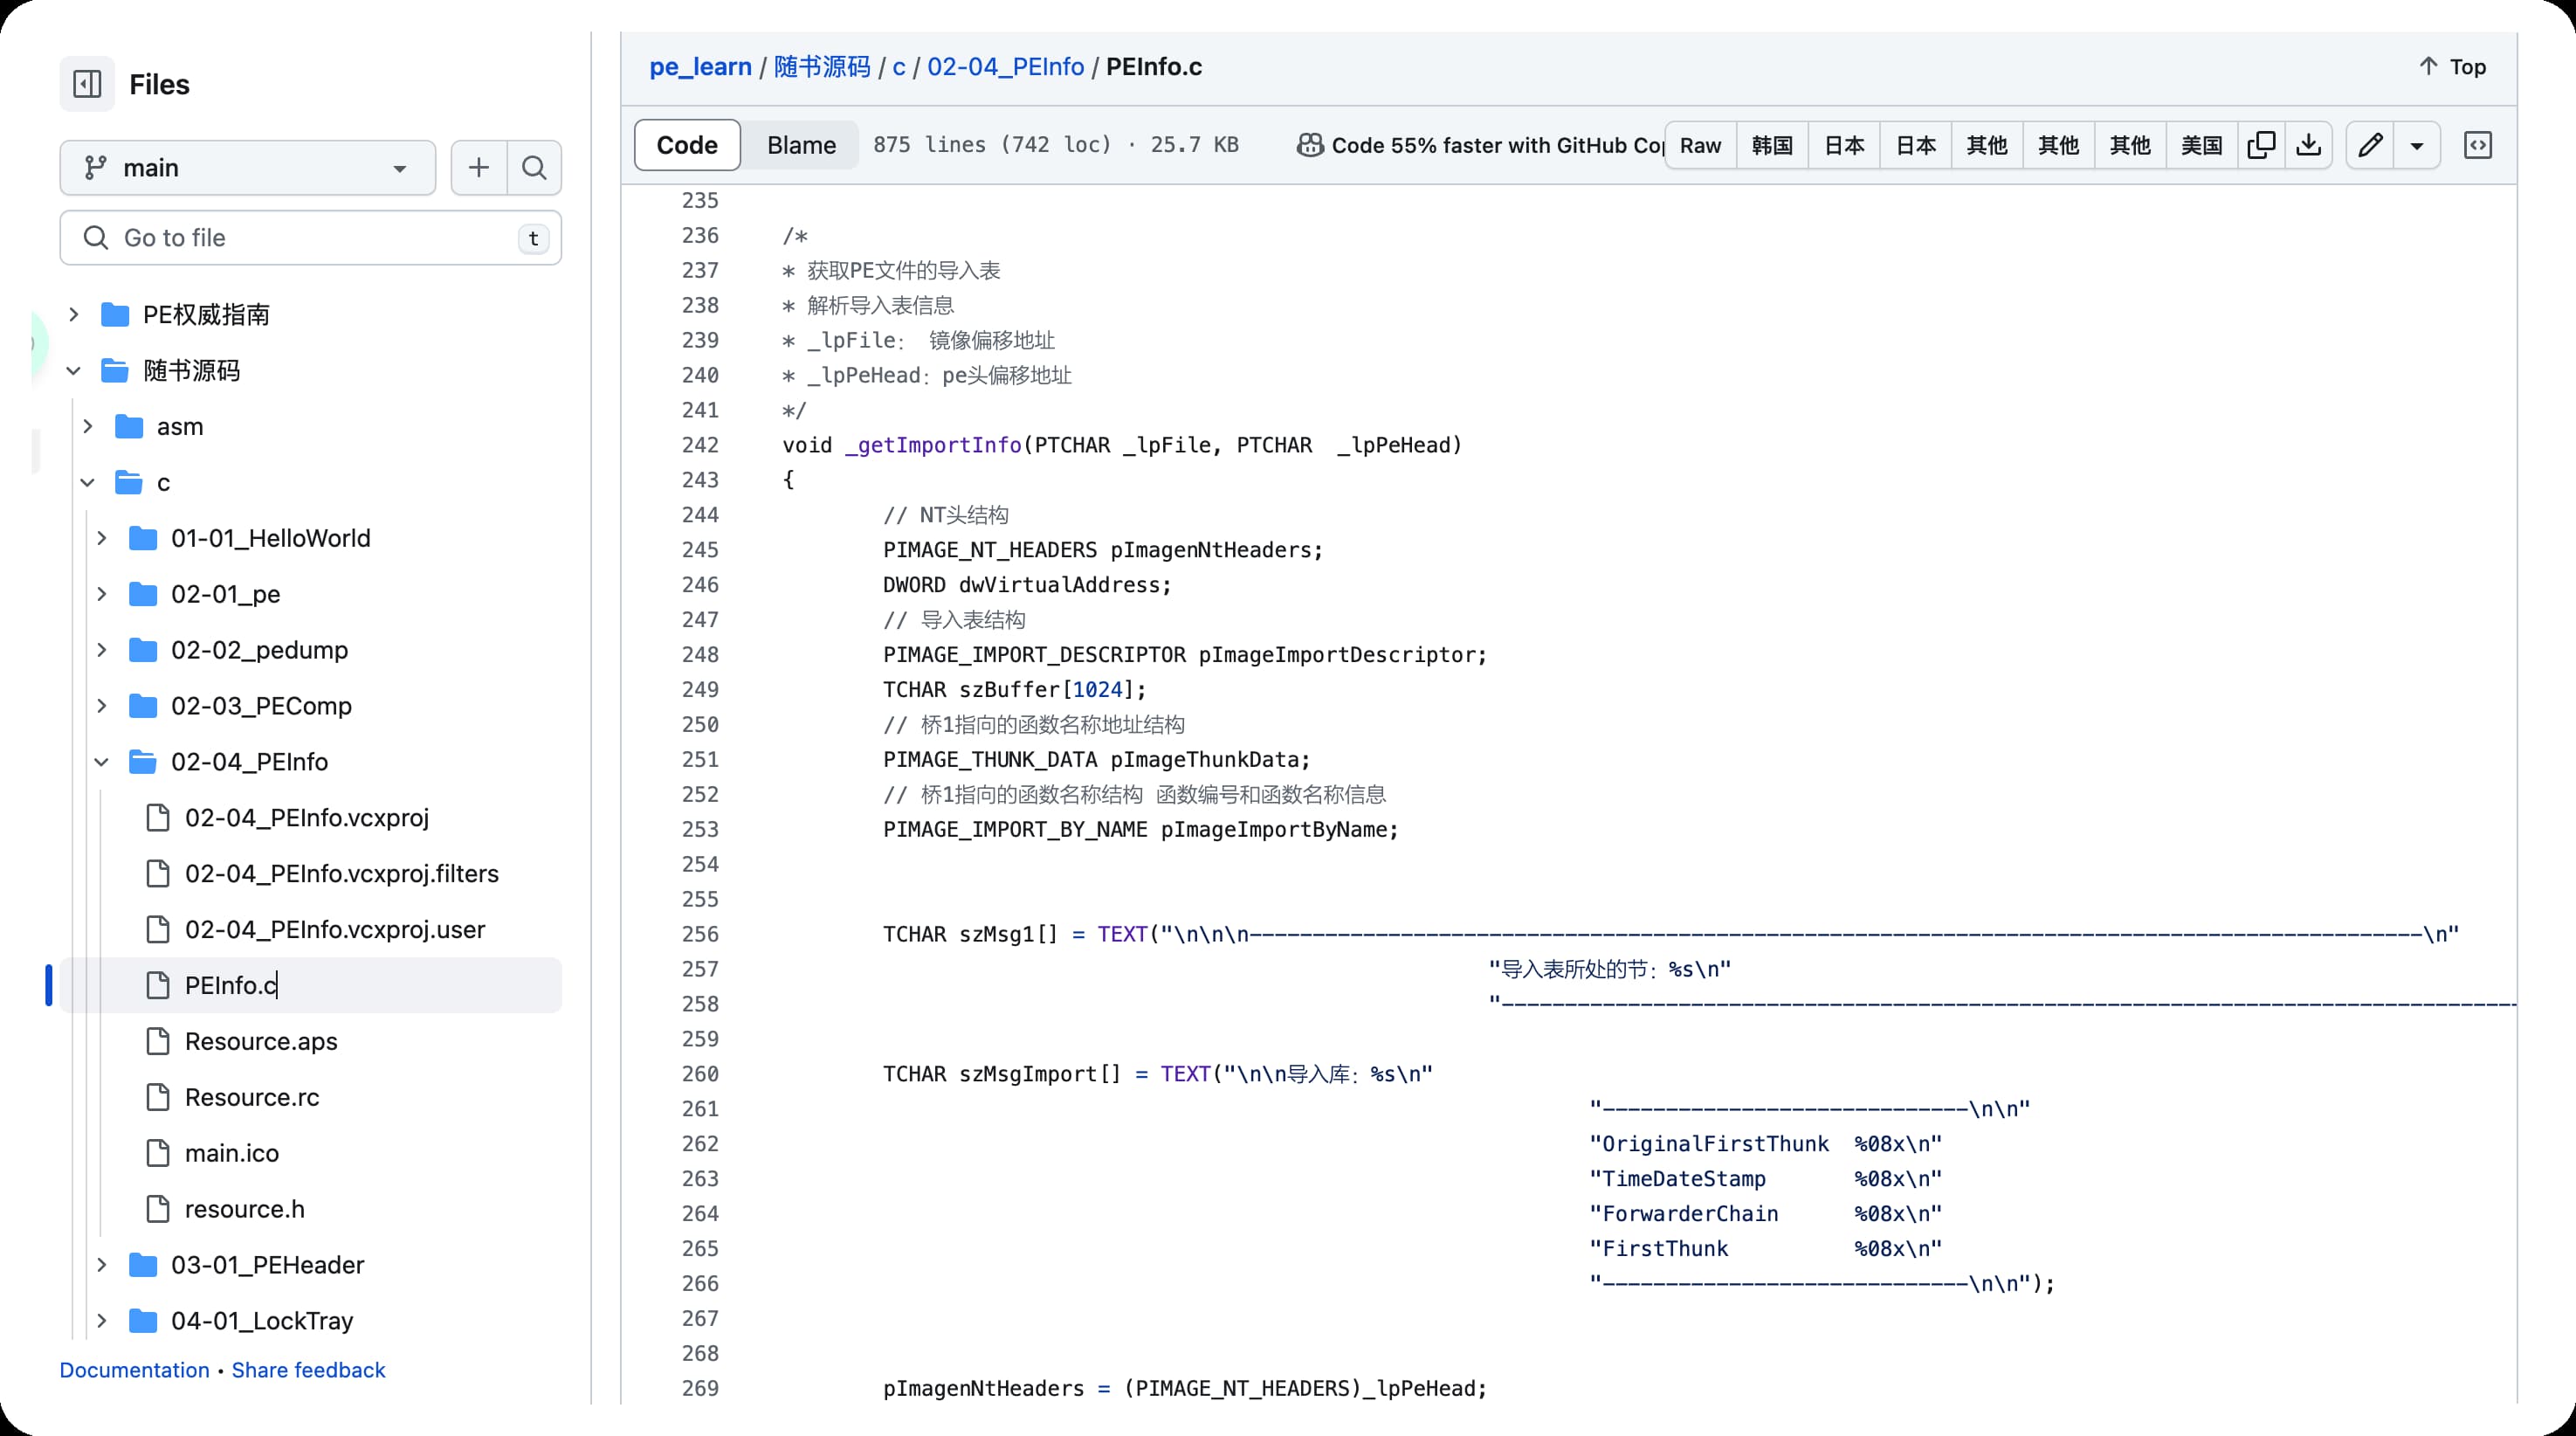 Files
main
Go to file
t
PE权威指南
随书源码
asm
c
01-01_HelloWorld
02-01_pe
02-02_pedump
02-03_PEComp
02-04_PEInfo
02-04_PEInfo.vcxproj
02-04_PEInfo.vcxproj.filters
02-04_PEInfo.vcxproj.user
PEInfo.c
Resource.aps
Resource.rc
main.ico
resource.h
03-01_PEHeader
04-01_LockTray
Documentation • Share feedback
pe_learn / 随书源码 / c / 02-04_PEInfo / PEInfo.c
Top
Code Blame 875 lines (742 loc) · 25.7 KB Code 55% faster with GitHub Co Raw 韩国 日本 日本 其他 其他 其他 美国
235
236 /*
237 * 获取PE文件的导入表
238 * 解析导入表信息
239 * _lpFile： 镜像偏移地址
240 * _lpPeHead：pe头偏移地址
241 */
242 void _getImportInfo(PTCHAR _lpFile, PTCHAR  _lpPeHead)
243 {
244 // NT头结构
245 PIMAGE_NT_HEADERS pImagenNtHeaders;
246 DWORD dwVirtualAddress;
247 // 导入表结构
248 PIMAGE_IMPORT_DESCRIPTOR pImageImportDescriptor;
249 TCHAR szBuffer[1024];
250 // 桥1指向的函数名称地址结构
251 PIMAGE_THUNK_DATA pImageThunkData;
252 // 桥1指向的函数名称结构 函数编号和函数名称信息
253 PIMAGE_IMPORT_BY_NAME pImageImportByName;
254
255
256 TCHAR szMsg1[] = TEXT("\n\n\n---------------------------------------------------------------------------------------------\n"
257 "导入表所处的节：%s\n"
258 "---------------------------------------------------------------------------------
259
260 TCHAR szMsgImport[] = TEXT("\n\n导入库：%s\n"
261 "-----------------------------\n\n"
262 "OriginalFirstThunk  %08x\n"
263 "TimeDateStamp       %08x\n"
264 "ForwarderChain      %08x\n"
265 "FirstThunk          %08x\n"
266 "-----------------------------\n\n");
267
268
269 pImagenNtHeaders = (PIMAGE_NT_HEADERS)_lpPeHead;